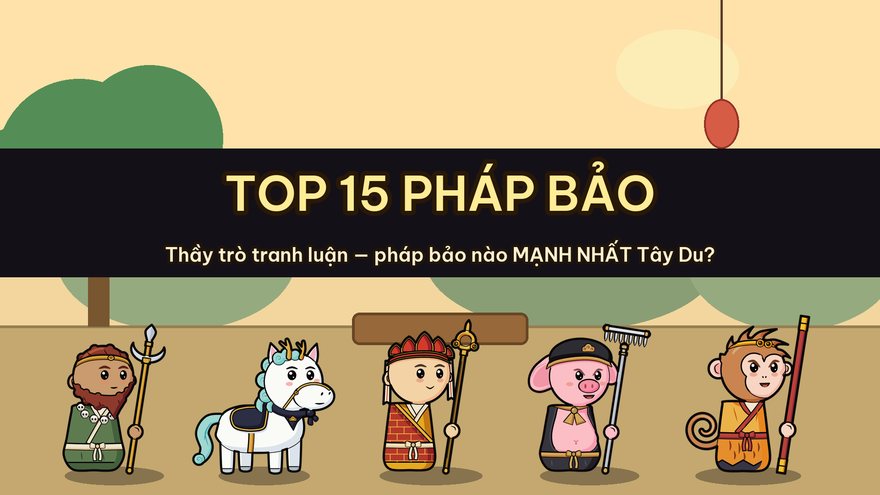 TOP 15 PHÁP BẢO
Thầy trò tranh luận — pháp bảo nào MẠNH NHẤT Tây Du?